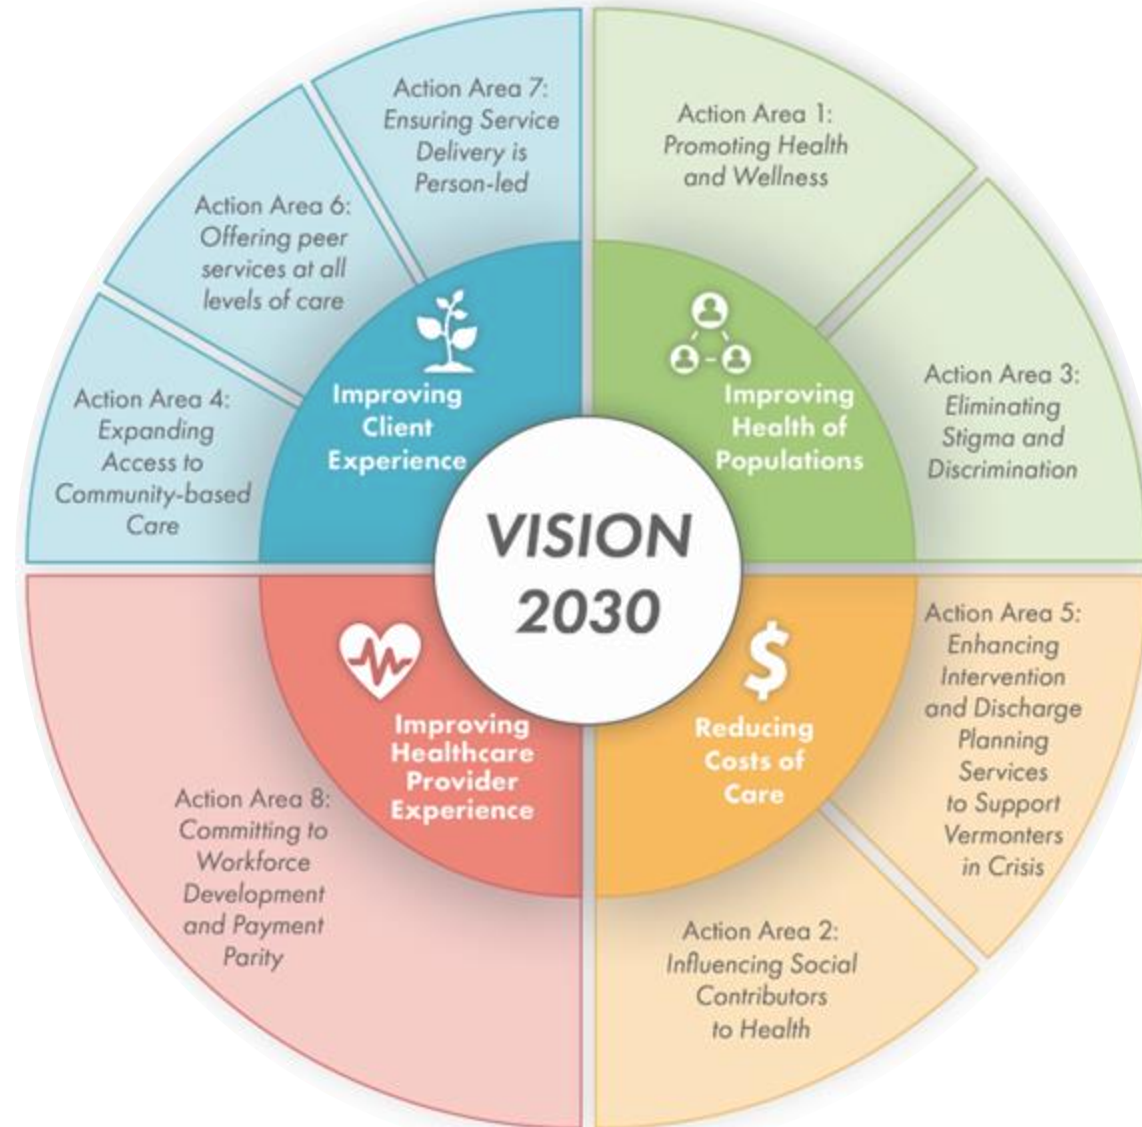 Action Area 7:
Ensuring Service
Delivery is
Person-led
Action Area 1:
Promoting Health
and Wellness
Action Area 6:
Offering peer
services at all
levels of care
Action Area 3:
Eliminating
Stigma and
Discrimination
Action Area 4:
Expanding
Access to
Community-based
Care
Improving
Client
Experience
Improving
Health of
Populations
VISION
2030
Improving
Healthcare
Provider
Experience
Reducing
Costs of
Care
Action Area 5:
Enhancing
Intervention
and Discharge
Planning
Services
to Support
Vermonters
in Crisis
Action Area 8:
Committing to
Workforce
Development
and Payment
Parity
Action Area 2:
Influencing Social
Contributors
to Health